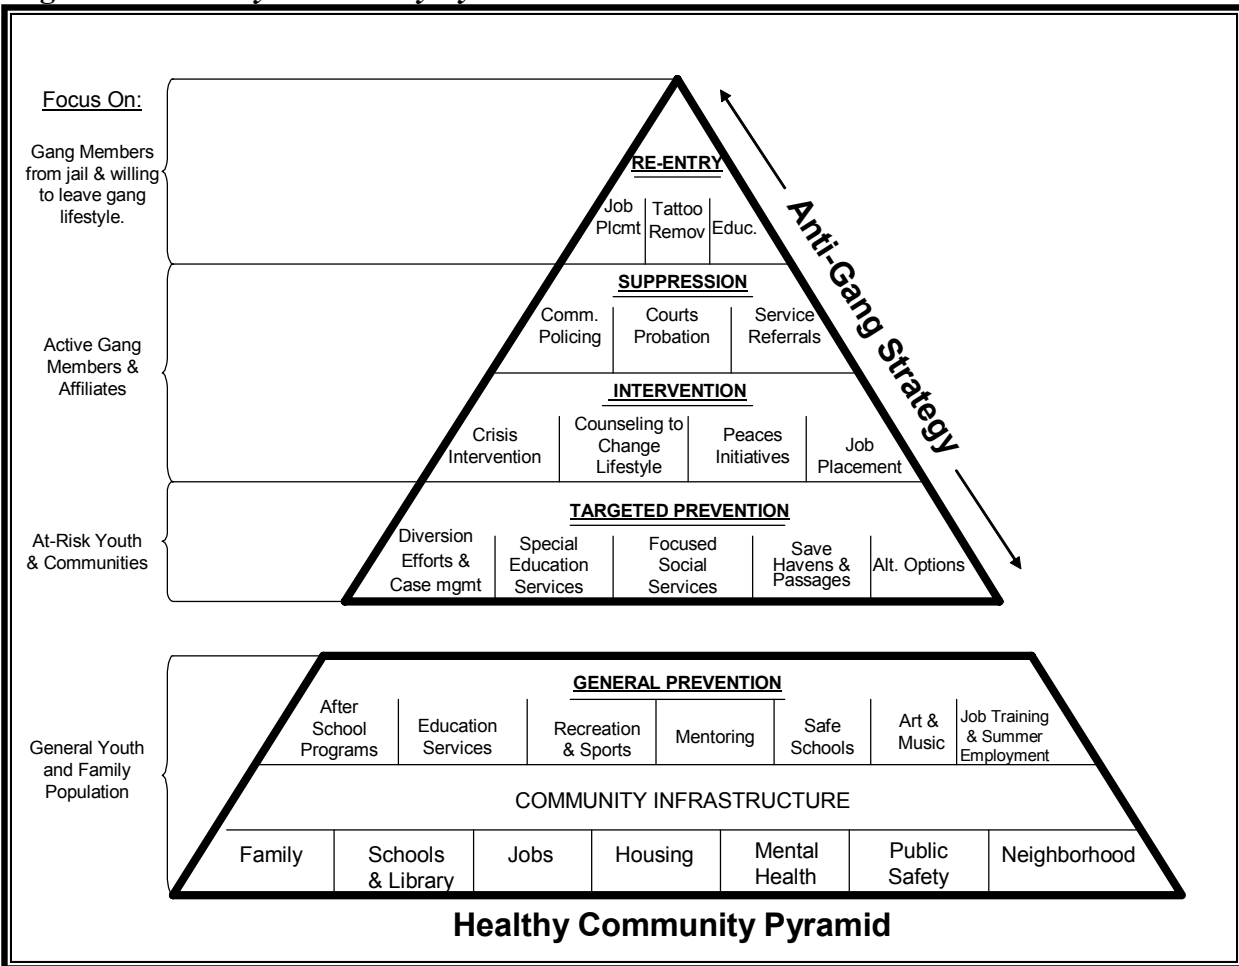 Focus On:
Gang Members
from jail & willing
to leave gang
lifestyle.
RE-ENTRY
Job
Plcmt
Tattoo
Remov
Educ.
Active Gang
Members &
Affiliates
SUPPRESSION
Comm.
Policing
Courts
Probation
Service
Referrals
INTERVENTION
Crisis
Intervention
Counseling to
Change
Lifestyle
Peaces
Initiatives
Job
Placement
At-Risk Youth
& Communities
TARGETED PREVENTION
Diversion
Efforts &
Case mgmt
Special
Education
Services
Focused
Social
Services
Save
Havens &
Passages
Alt. Options
Anti-Gang Strategy
General Youth
and Family
Population
GENERAL PREVENTION
After
School
Programs
Education
Services
Recreation
& Sports
Mentoring
Safe
Schools
Art &
Music
Job Training
& Summer
Employment
COMMUNITY INFRASTRUCTURE
Family
Schools
& Library
Jobs
Housing
Mental
Health
Public
Safety
Neighborhood
Healthy Community Pyramid